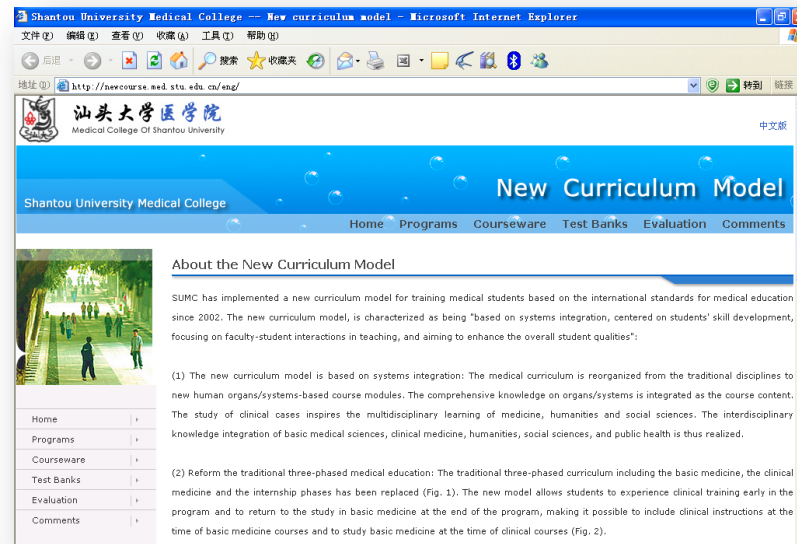 Shantou University Medical College -- New curriculum model - Microsoft Internet Explorer
文件(F) 编辑(E) 查看(V) 收藏(A) 工具(T) 帮助(H)
后退 搜索 收藏夹
地址(D) http://newcourse.med.stu.edu.cn/eng/ 转到 链接
汕头大学医学院
Medical College Of Shantou University
中文版
New Curriculum Model
Shantou University Medical College
Home Programs Courseware Test Banks Evaluation Comments
About the New Curriculum Model
SUMC has implemented a new curriculum model for training medical students based on the international standards for medical education
since 2002. The new curriculum model, is characterized as being "based on systems integration, centered on students' skill development,
focusing on faculty-student interactions in teaching, and aiming to enhance the overall student qualities":
(1) The new curriculum model is based on systems integration: The medical curriculum is reorganized from the traditional disciplines to
new human organs/systems-based course modules. The comprehensive knowledge on organs/systems is integrated as the course content.
The study of clinical cases inspires the multidisciplinary learning of medicine, humanities and social sciences. The interdisciplinary
knowledge integration of basic medical sciences, clinical medicine, humanities, social sciences, and public health is thus realized.
(2) Reform the traditional three-phased medical education: The traditional three-phased curriculum including the basic medicine, the clinical
medicine and the internship phases has been replaced (Fig. 1). The new model allows students to experience clinical training early in the
program and to return to the study in basic medicine at the end of the program, making it possible to include clinical instructions at the
time of basic medicine courses and to study basic medicine at the time of clinical courses (Fig. 2).
Home
Programs
Courseware
Test Banks
Evaluation
Comments